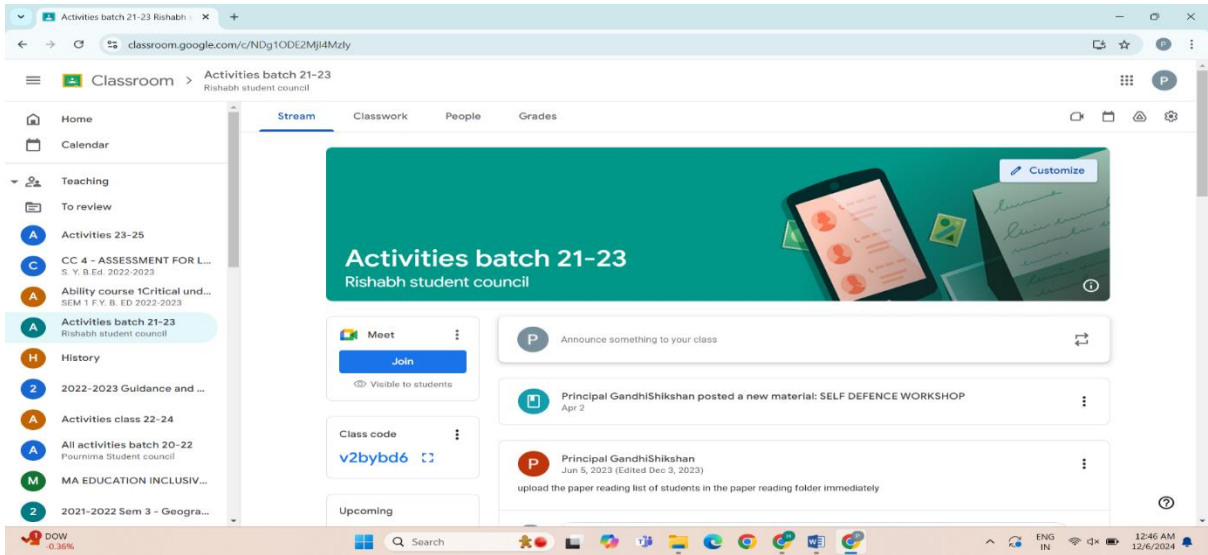 Activities batch 21-23 Rishabh s
classroom.google.com/c/NDg1ODE2MjI4MzIy
P
Classroom > Activities batch 21-23
Rishabh student council
P
Home
Calendar
Teaching
To review
A Activities 23-25
C CC 4 - ASSESSMENT FOR L...
S. Y. B.Ed. 2022-2023
A Ability course 1Critical und...
SEM 1 F.Y. B. ED 2022-2023
A Activities batch 21-23
Rishabh student council
H History
2 2022-2023 Guidance and ...
A Activities class 22-24
A All activities batch 20-22
Pournima Student council
M MA EDUCATION INCLUSIV...
2 2021-2022 Sem 3 - Geogra...
Stream Classwork People Grades
Customize
Activities batch 21-23
Rishabh student council
Meet
Join
Visible to students
Class code
v2bybd6
Upcoming
P Announce something to your class
Principal GandhiShikshan posted a new material: SELF DEFENCE WORKSHOP
Apr 2
P Principal GandhiShikshan
Jun 5, 2023 (Edited Dec 3, 2023)
upload the paper reading list of students in the paper reading folder immediately
DOW
-0.36%
Search
ENG
IN
12:46 AM
12/6/2024